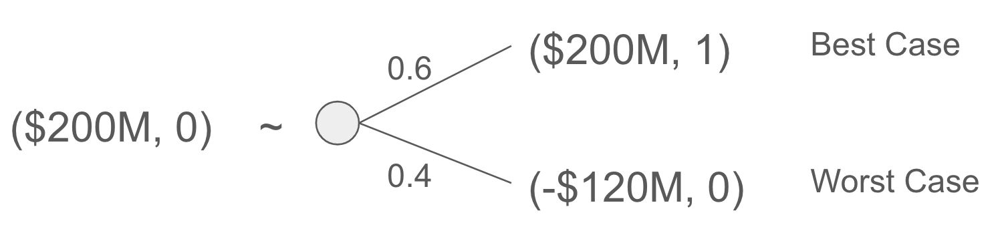 ($200M, 1) Best Case
0.6
($200M, 0) ~
0.4
(-$120M, 0) Worst Case